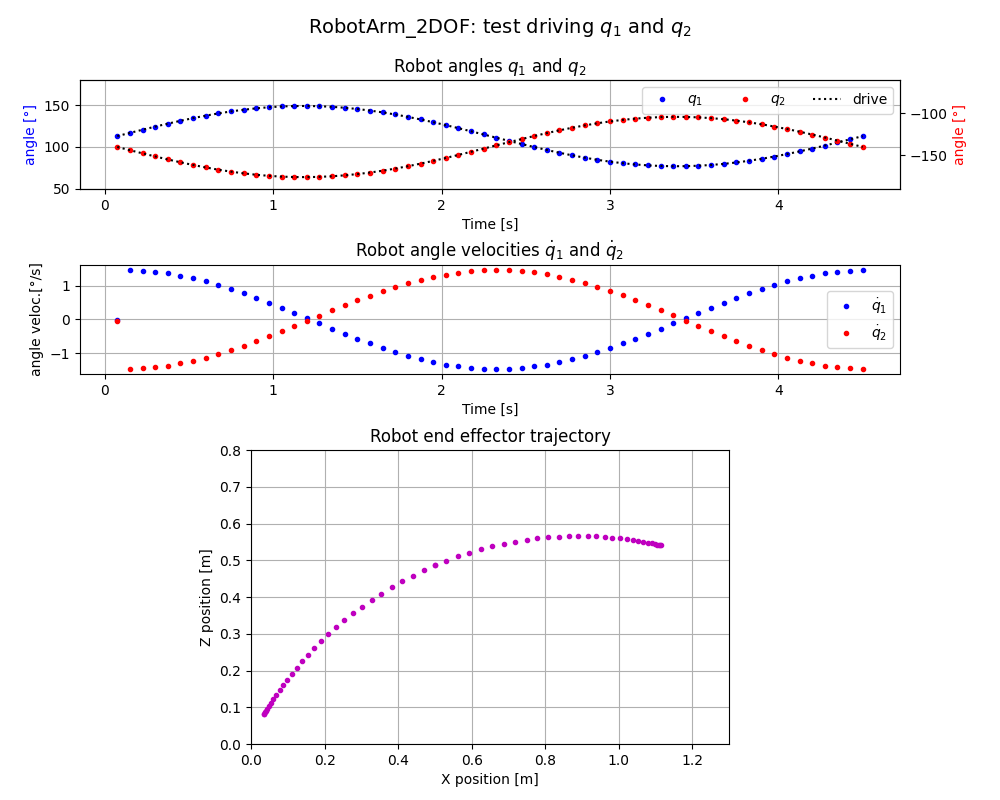 RobotArm_2DOF: test driving q₁ and q₂
Robot angles q₁ and q₂
angle [°]
150
100
50
q₁ q₂ drive
−100
−150
angle [°]
0 1 2 3 4
Time [s]
Robot angle velocities q̇₁ and q̇₂
angle veloc.[°/s]
1
0
−1
q̇₁
q̇₂
0 1 2 3 4
Time [s]
Robot end effector trajectory
Z position [m]
0.8
0.7
0.6
0.5
0.4
0.3
0.2
0.1
0.0
0.0 0.2 0.4 0.6 0.8 1.0 1.2
X position [m]